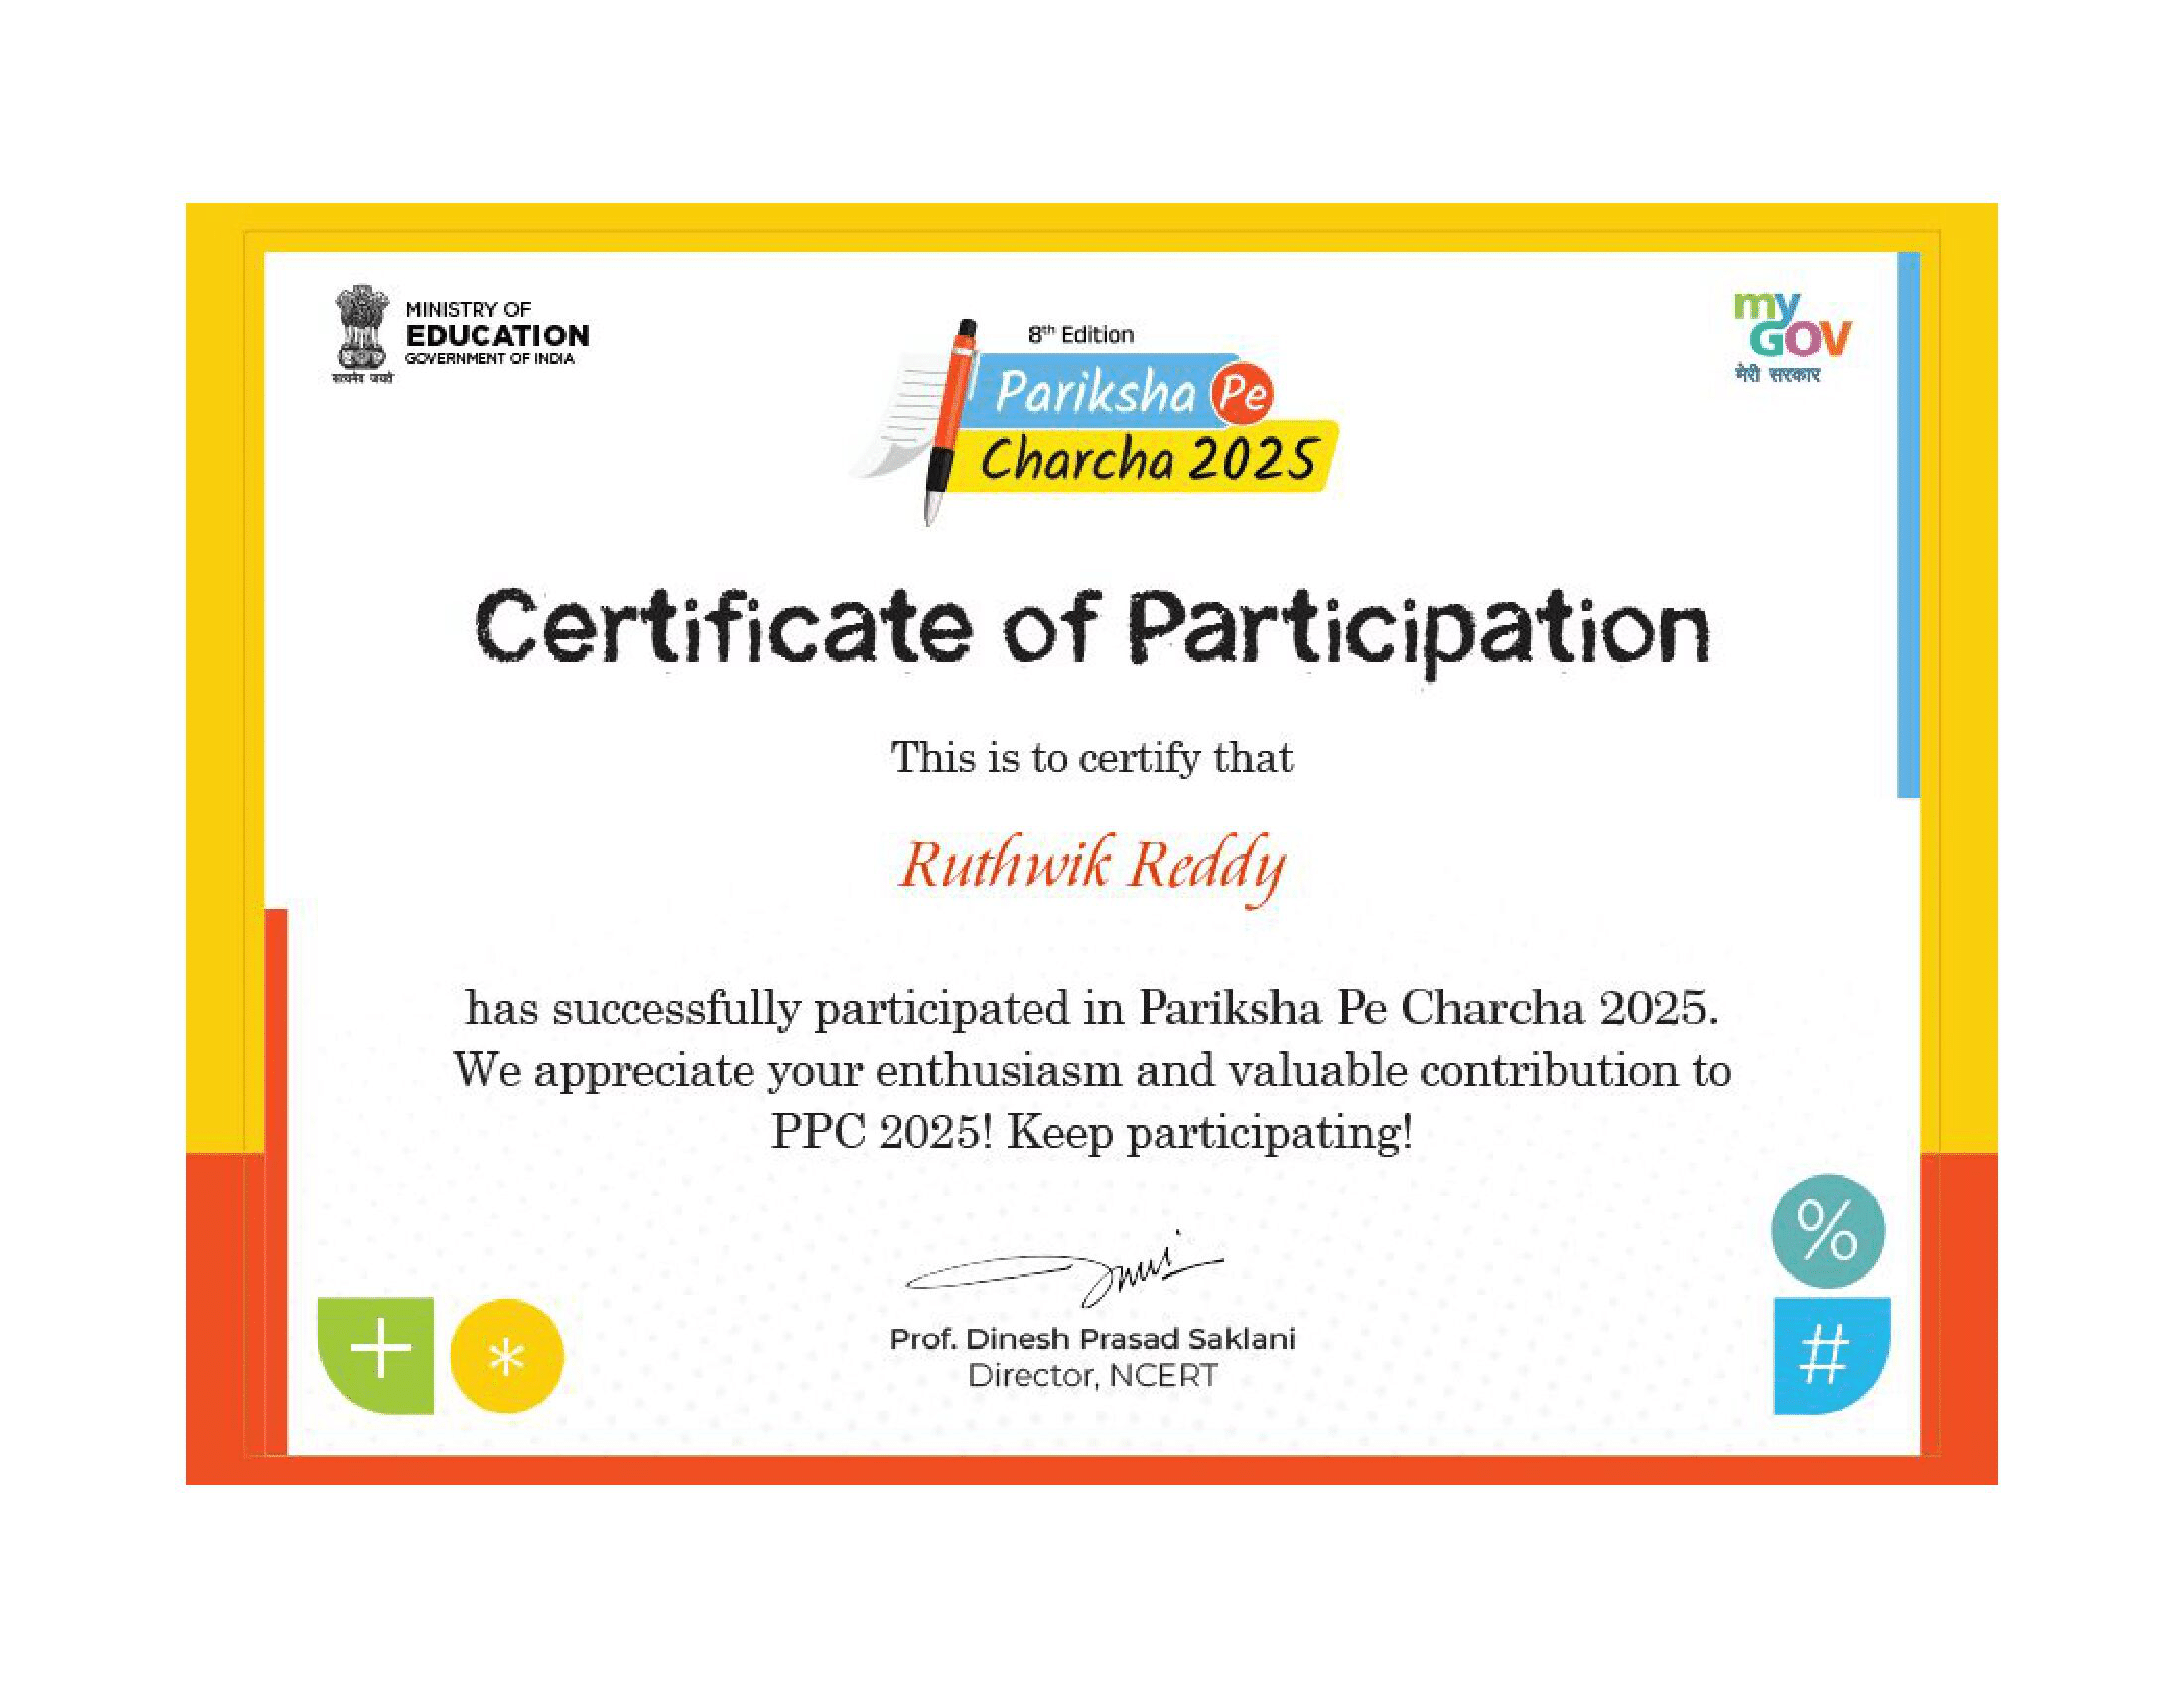 सत्यमेव जयते
MINISTRY OF
EDUCATION
GOVERNMENT OF INDIA
8th Edition
Pariksha Pe
Charcha 2025
my
GOV
मेरी सरकार
Certificate of Participation
This is to certify that
Ruthwik Reddy
has successfully participated in Pariksha Pe Charcha 2025.
We appreciate your enthusiasm and valuable contribution to
PPC 2025! Keep participating!
Prof. Dinesh Prasad Saklani
Director, NCERT
%
+ * #